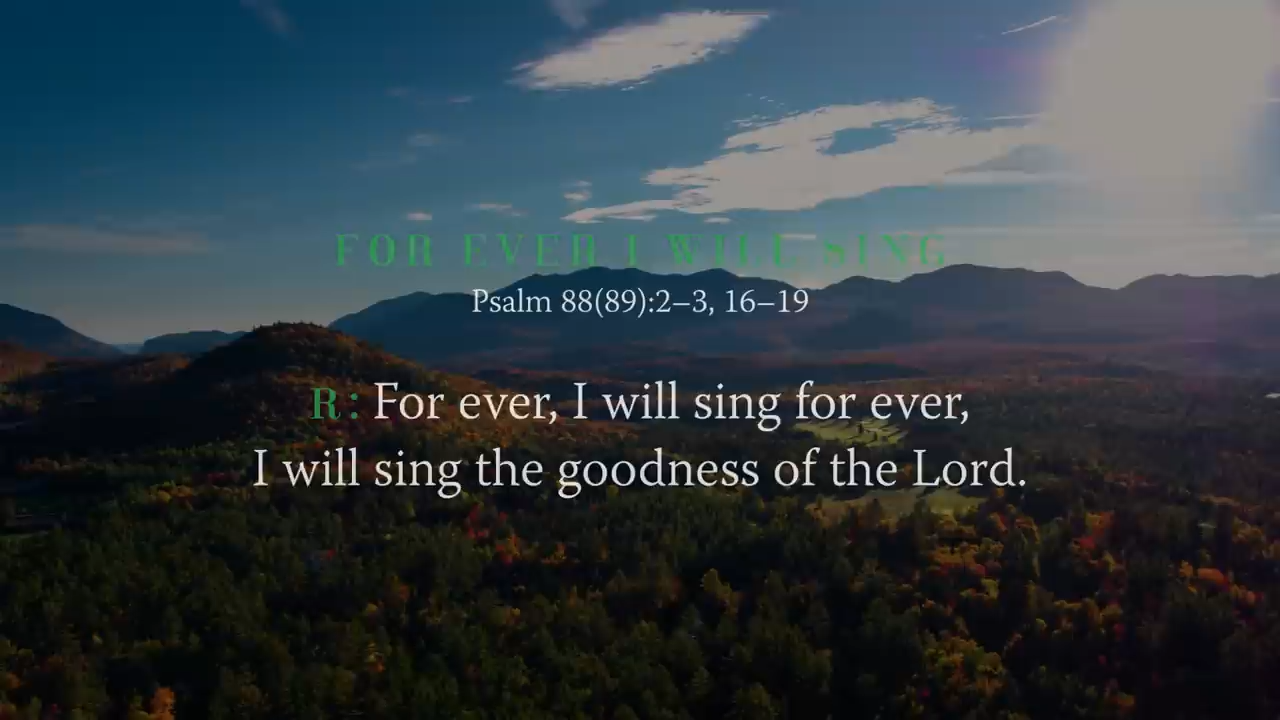 FOR EVER I WILL SING
Psalm 88(89):2–3, 16–19
R: For ever, I will sing for ever,
I will sing the goodness of the Lord.